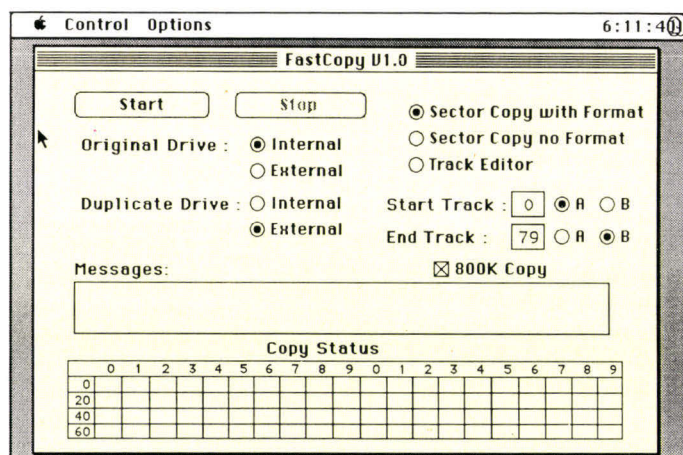 Control Options 6:11:40
FastCopy V1.0
Start Stop
Sector Copy with Format
Sector Copy no Format
Track Editor
Original Drive : Internal
External
Duplicate Drive : Internal
External
Start Track : 0 A B
End Track : 79 A B
Messages: 800K Copy
Copy Status
0 1 2 3 4 5 6 7 8 9 0 1 2 3 4 5 6 7 8 9
0
20
40
60